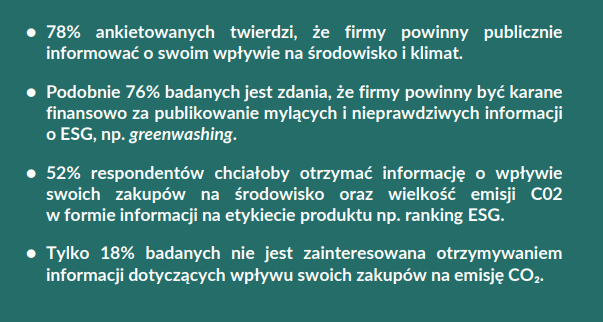 • 78% ankietowanych twierdzi, że firmy powinny publicznie
informować o swoim wpływie na środowisko i klimat.
• Podobnie 76% badanych jest zdania, że firmy powinny być karane
finansowo za publikowanie mylących i nieprawdziwych informacji
o ESG, np. greenwashing.
• 52% respondentów chciałoby otrzymać informację o wpływie
swoich zakupów na środowisko oraz wielkość emisji C02
w formie informacji na etykiecie produktu np. ranking ESG.
• Tylko 18% badanych nie jest zainteresowana otrzymywaniem
informacji dotyczących wpływu swoich zakupów na emisję CO₂.